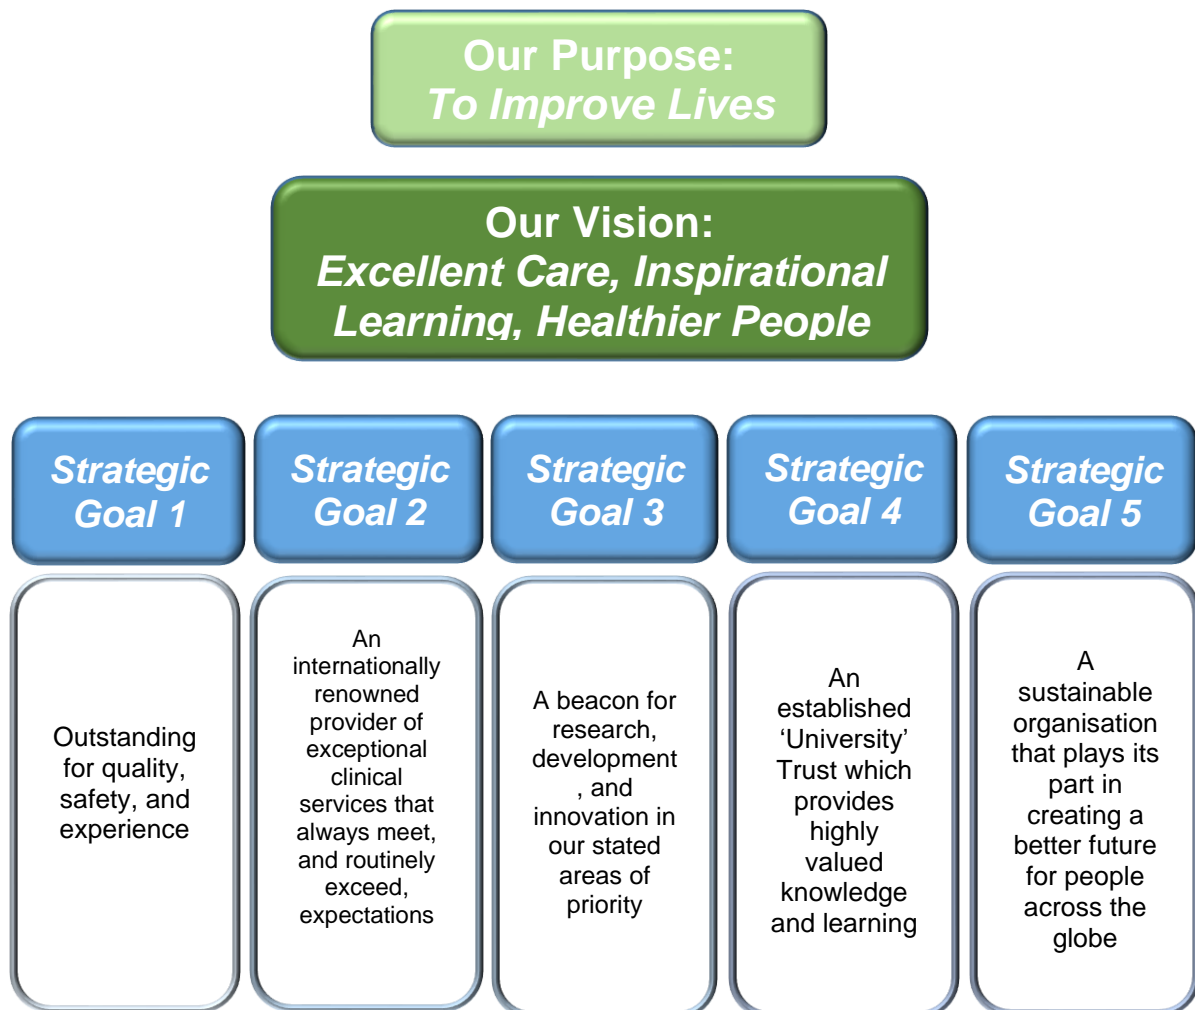 Our Purpose:
To Improve Lives
Our Vision:
Excellent Care, Inspirational
Learning, Healthier People
Strategic
Goal 1
Strategic
Goal 2
Strategic
Goal 3
Strategic
Goal 4
Strategic
Goal 5
Outstanding
for quality,
safety, and
experience
An
internationally
renowned
provider of
exceptional
clinical
services that
always meet,
and routinely
exceed,
expectations
A beacon for
research,
development
, and
innovation in
our stated
areas of
priority
An
established
‘University’
Trust which
provides
highly
valued
knowledge
and learning
A
sustainable
organisation
that plays its
part in
creating a
better future
for people
across the
globe